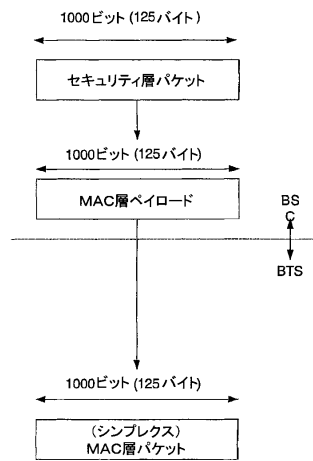 1000ビット(125バイト)
セキュリティ層パケット
1000ビット(125バイト)
MAC層ペイロード
BS
C
BTS
1000ビット(125バイト)
(シンプレクス)
MAC層パケット